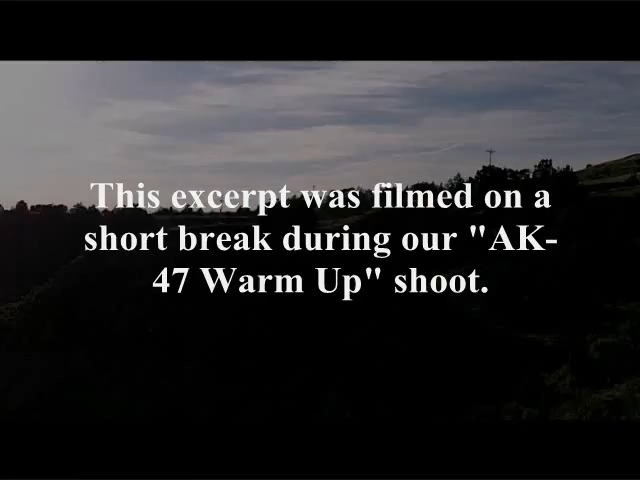 This excerpt was filmed on a
short break during our "AK-
47 Warm Up" shoot.